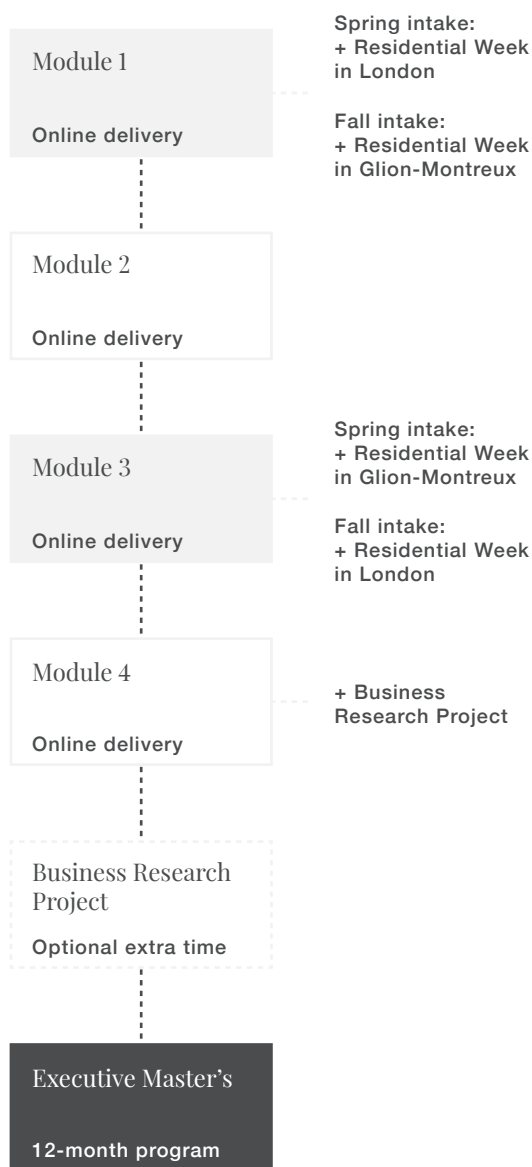 Module 1
Online delivery
Spring intake:
+ Residential Week
in London
Fall intake:
+ Residential Week
in Glion-Montreux
Module 2
Online delivery
Module 3
Online delivery
Spring intake:
+ Residential Week
in Glion-Montreux
Fall intake:
+ Residential Week
in London
Module 4
Online delivery
+ Business
Research Project
Business Research
Project
Optional extra time
Executive Master’s
12-month program